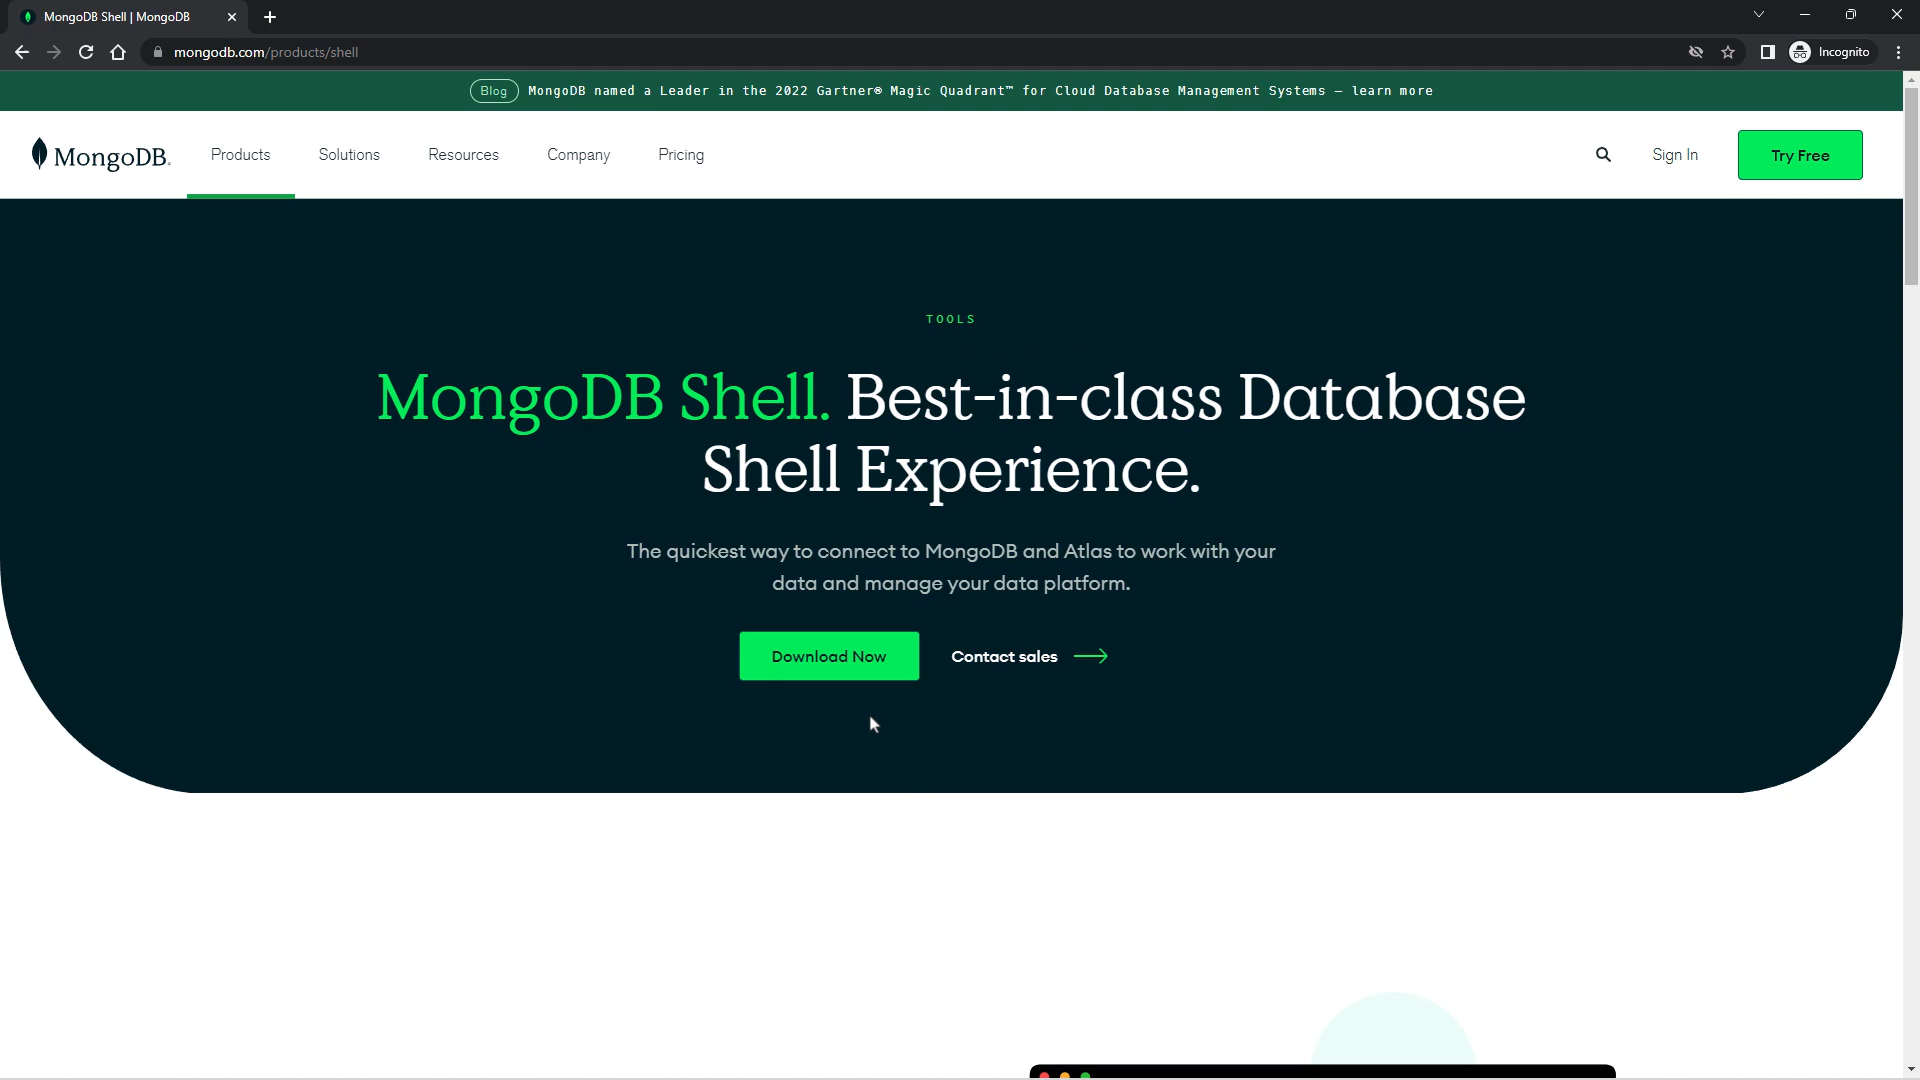 MongoDB Shell | MongoDB
mongodb.com/products/shell
Incognito
Blog MongoDB named a Leader in the 2022 Gartner® Magic Quadrant™ for Cloud Database Management Systems – learn more
MongoDB.
Products Solutions Resources Company Pricing
Sign In
Try Free
TOOLS
MongoDB Shell. Best-in-class Database
Shell Experience.
The quickest way to connect to MongoDB and Atlas to work with your
data and manage your data platform.
Download Now
Contact sales